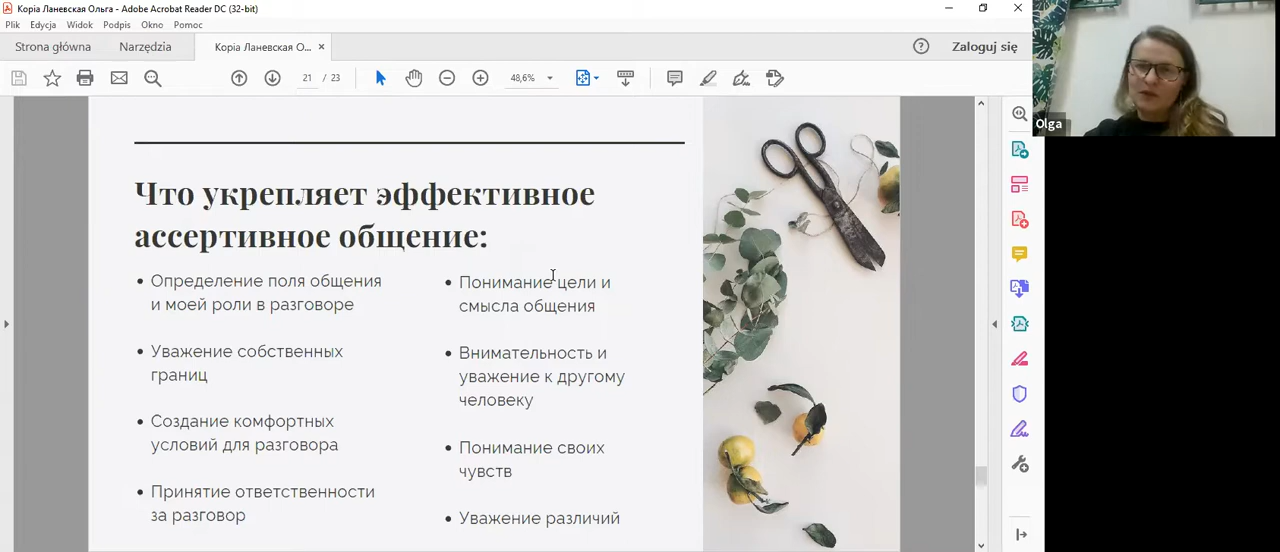 Kopia Ланевская Ольга - Adobe Acrobat Reader DC (32-bit)
Plik Edycja Widok Podpis Okno Pomoc
Strona główna Narzędzia Kopia Ланевская О... × Zaloguj się
21 / 23 48,6%
Olga
Что укрепляет эффективное
ассертивное общение:
• Определение поля общения
и моей роли в разговоре
• Уважение собственных
границ
• Создание комфортных
условий для разговора
• Принятие ответственности
за разговор
• Понимание цели и
смысла общения
• Внимательность и
уважение к другому
человеку
• Понимание своих
чувств
• Уважение различий